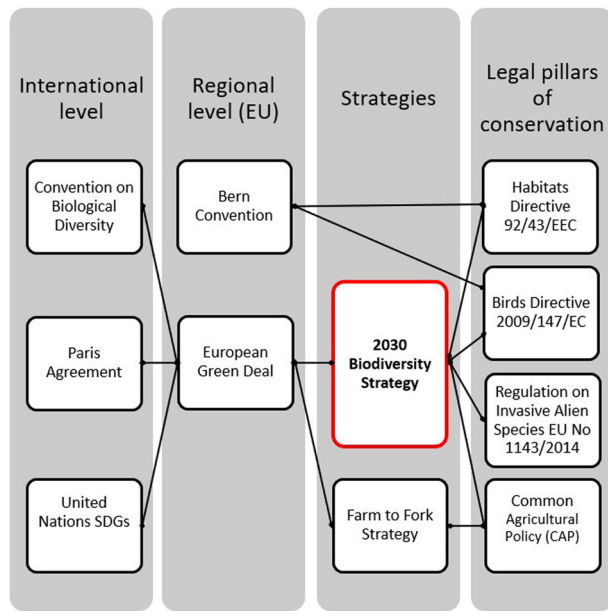 International
level
Regional
level (EU)
Strategies
Legal pillars
of
conservation
Convention on
Biological
Diversity
Bern
Convention
Habitats
Directive
92/43/EEC
Birds Directive
2009/147/EC
Paris
Agreement
European
Green Deal
2030
Biodiversity
Strategy
Regulation on
Invasive Alien
Species EU No
1143/2014
United
Nations SDGs
Farm to Fork
Strategy
Common
Agricultural
Policy (CAP)